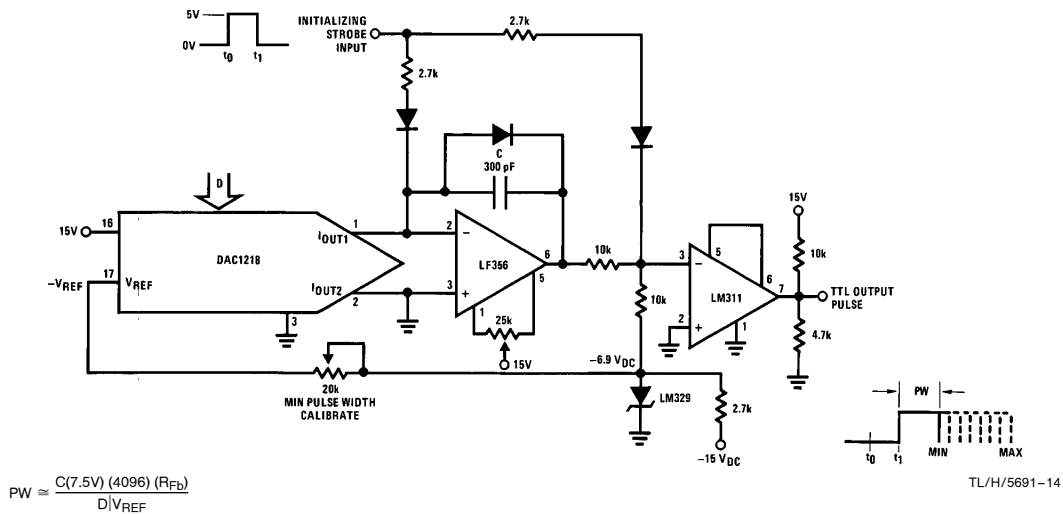 5V
0V
t0
t1
INITIALIZING
STROBE
INPUT
2.7k
2.7k
C
300 pF
D
15V
16
DAC1218
1
IOUT1
-VREF
17
VREF
IOUT2
2
3
2
-
LF356
6
5
3
+
1
25k
15V
10k
10k
3
-
5
6
LM311
7
2
+
1
15V
10k
TTL OUTPUT
PULSE
4.7k
20k
MIN PULSE WIDTH
CALIBRATE
-6.9 VDC
LM329
2.7k
-15 VDC
PW
t0
t1
MIN
MAX
PW ≅ C(7.5V) (4096) (RFb)
D|VREF
TL/H/5691-14